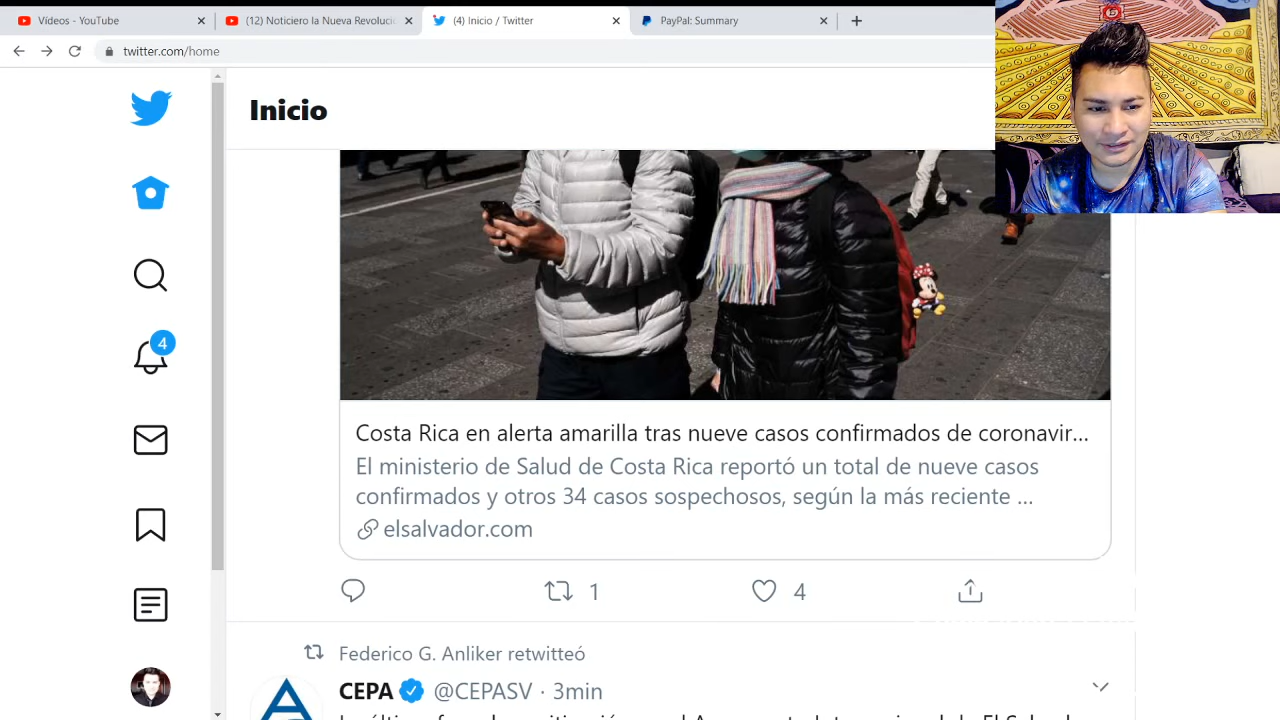 Vídeos - YouTube
(12) Noticiero la Nueva Revoluci
(4) Inicio / Twitter
PayPal: Summary
twitter.com/home
Inicio
4
Costa Rica en alerta amarilla tras nueve casos confirmados de coronavir...
El ministerio de Salud de Costa Rica reportó un total de nueve casos
confirmados y otros 34 casos sospechosos, según la más reciente ...
elsalvador.com
1 4
Federico G. Anliker retwitteó
CEPA @CEPASV · 3min